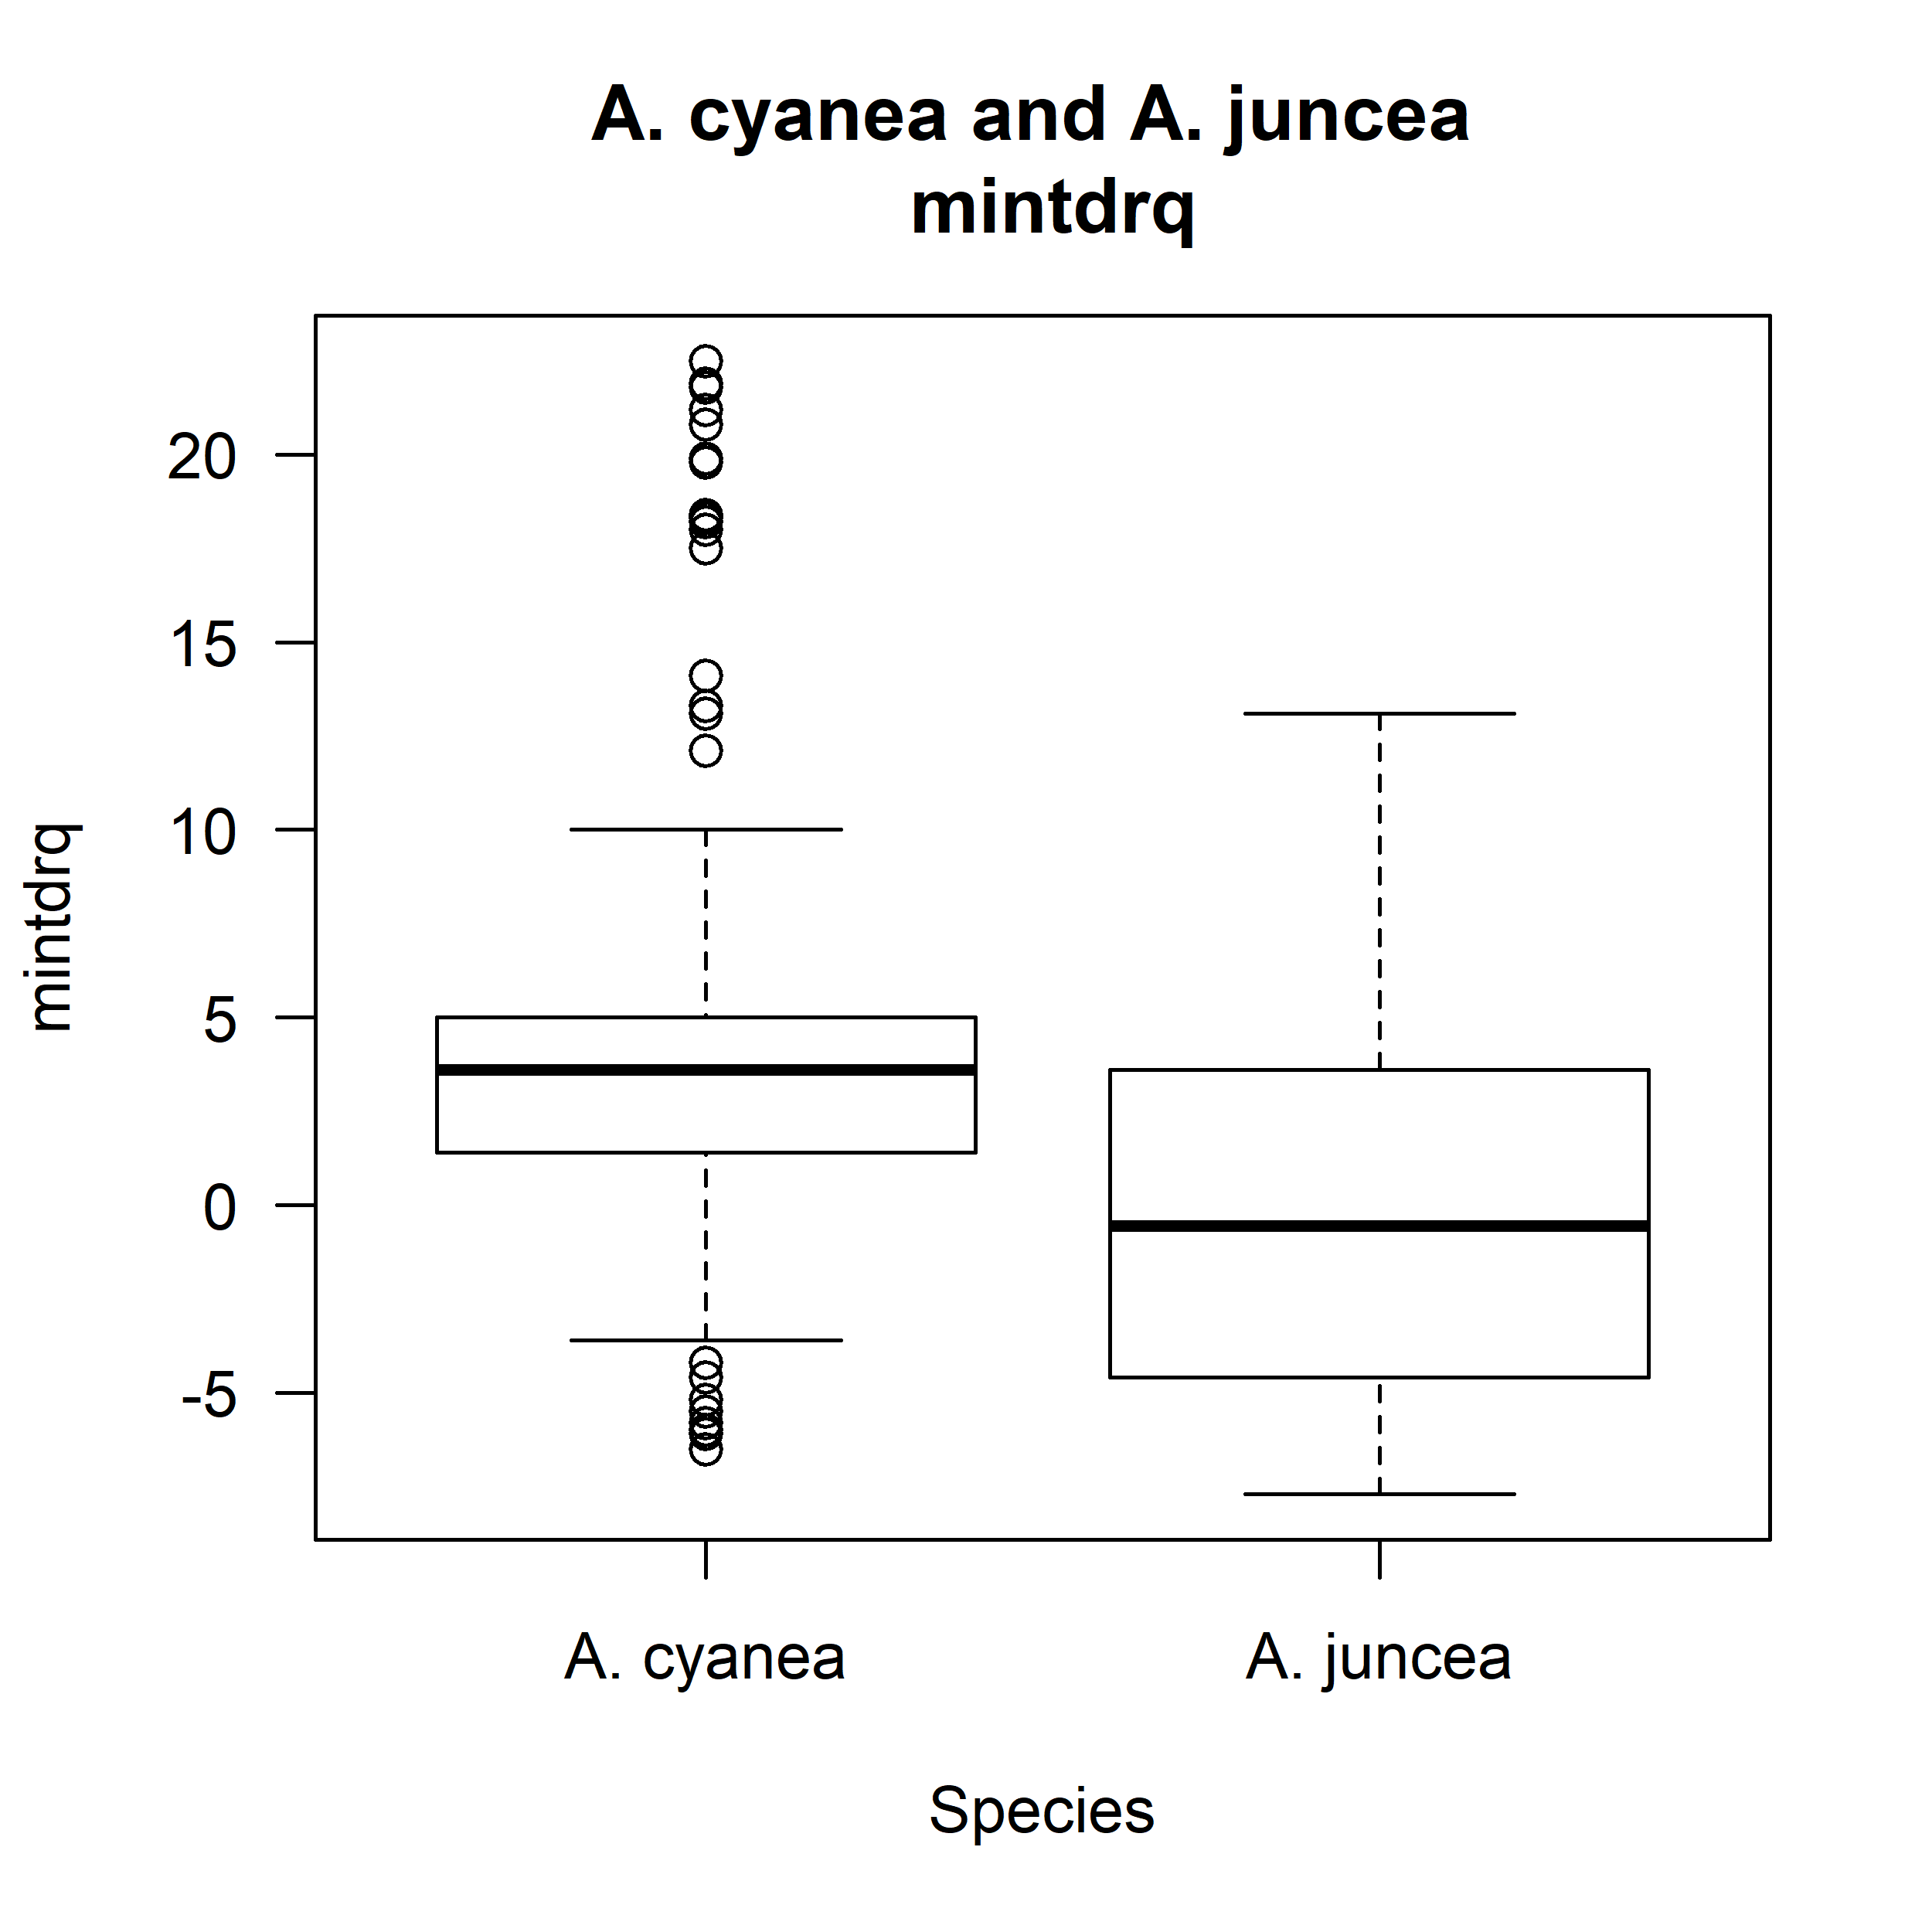 A. cyanea and A. juncea
mintdrq
mintdrq
20
15
10
5
0
-5
A. cyanea
A. juncea
Species